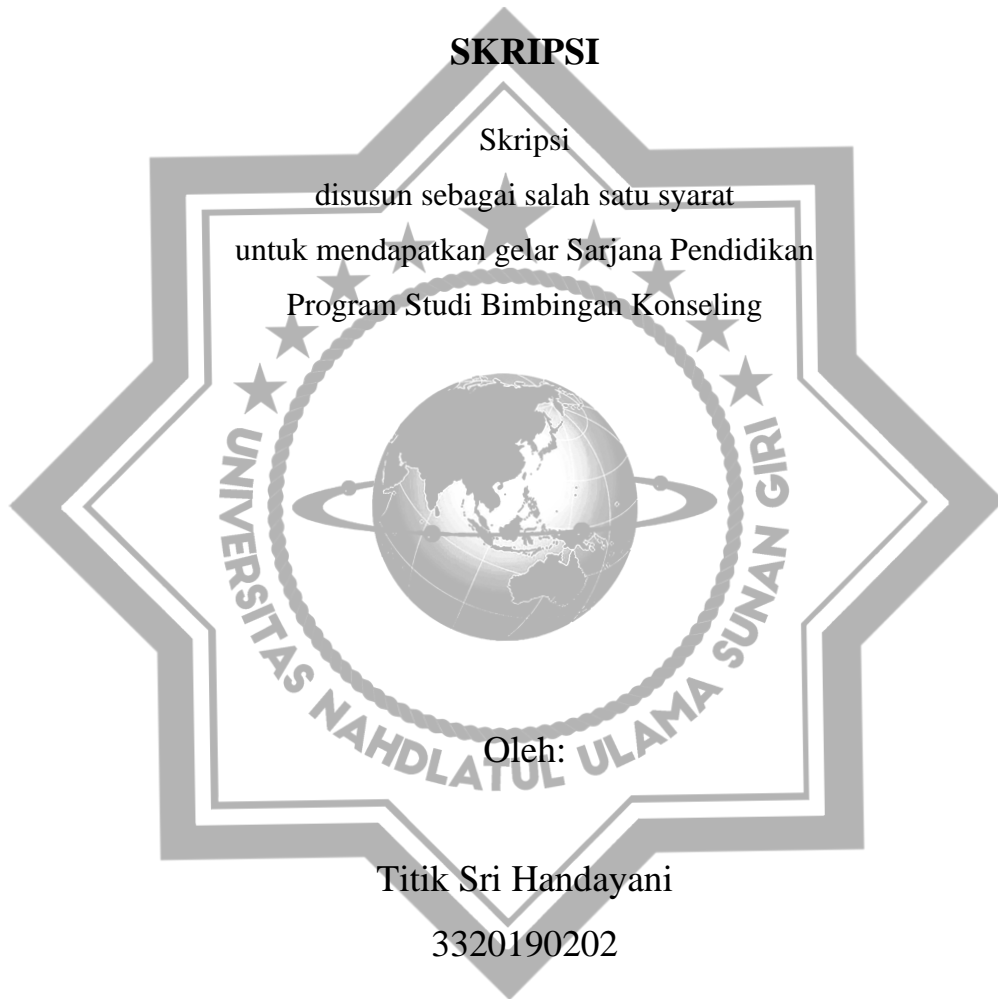 SKRIPSI
Skripsi
disusun sebagai salah satu syarat
untuk mendapatkan gelar Sarjana Pendidikan
Program Studi Bimbingan Konseling
UNIVERSITAS NAHDLATUL ULAMA SUNAN GIRI
Oleh:
Titik Sri Handayani
3320190202